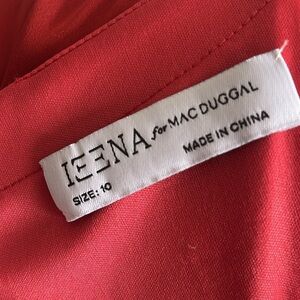 IEENA for MAC DUGGAL
SIZE: 10 MADE IN CHINA